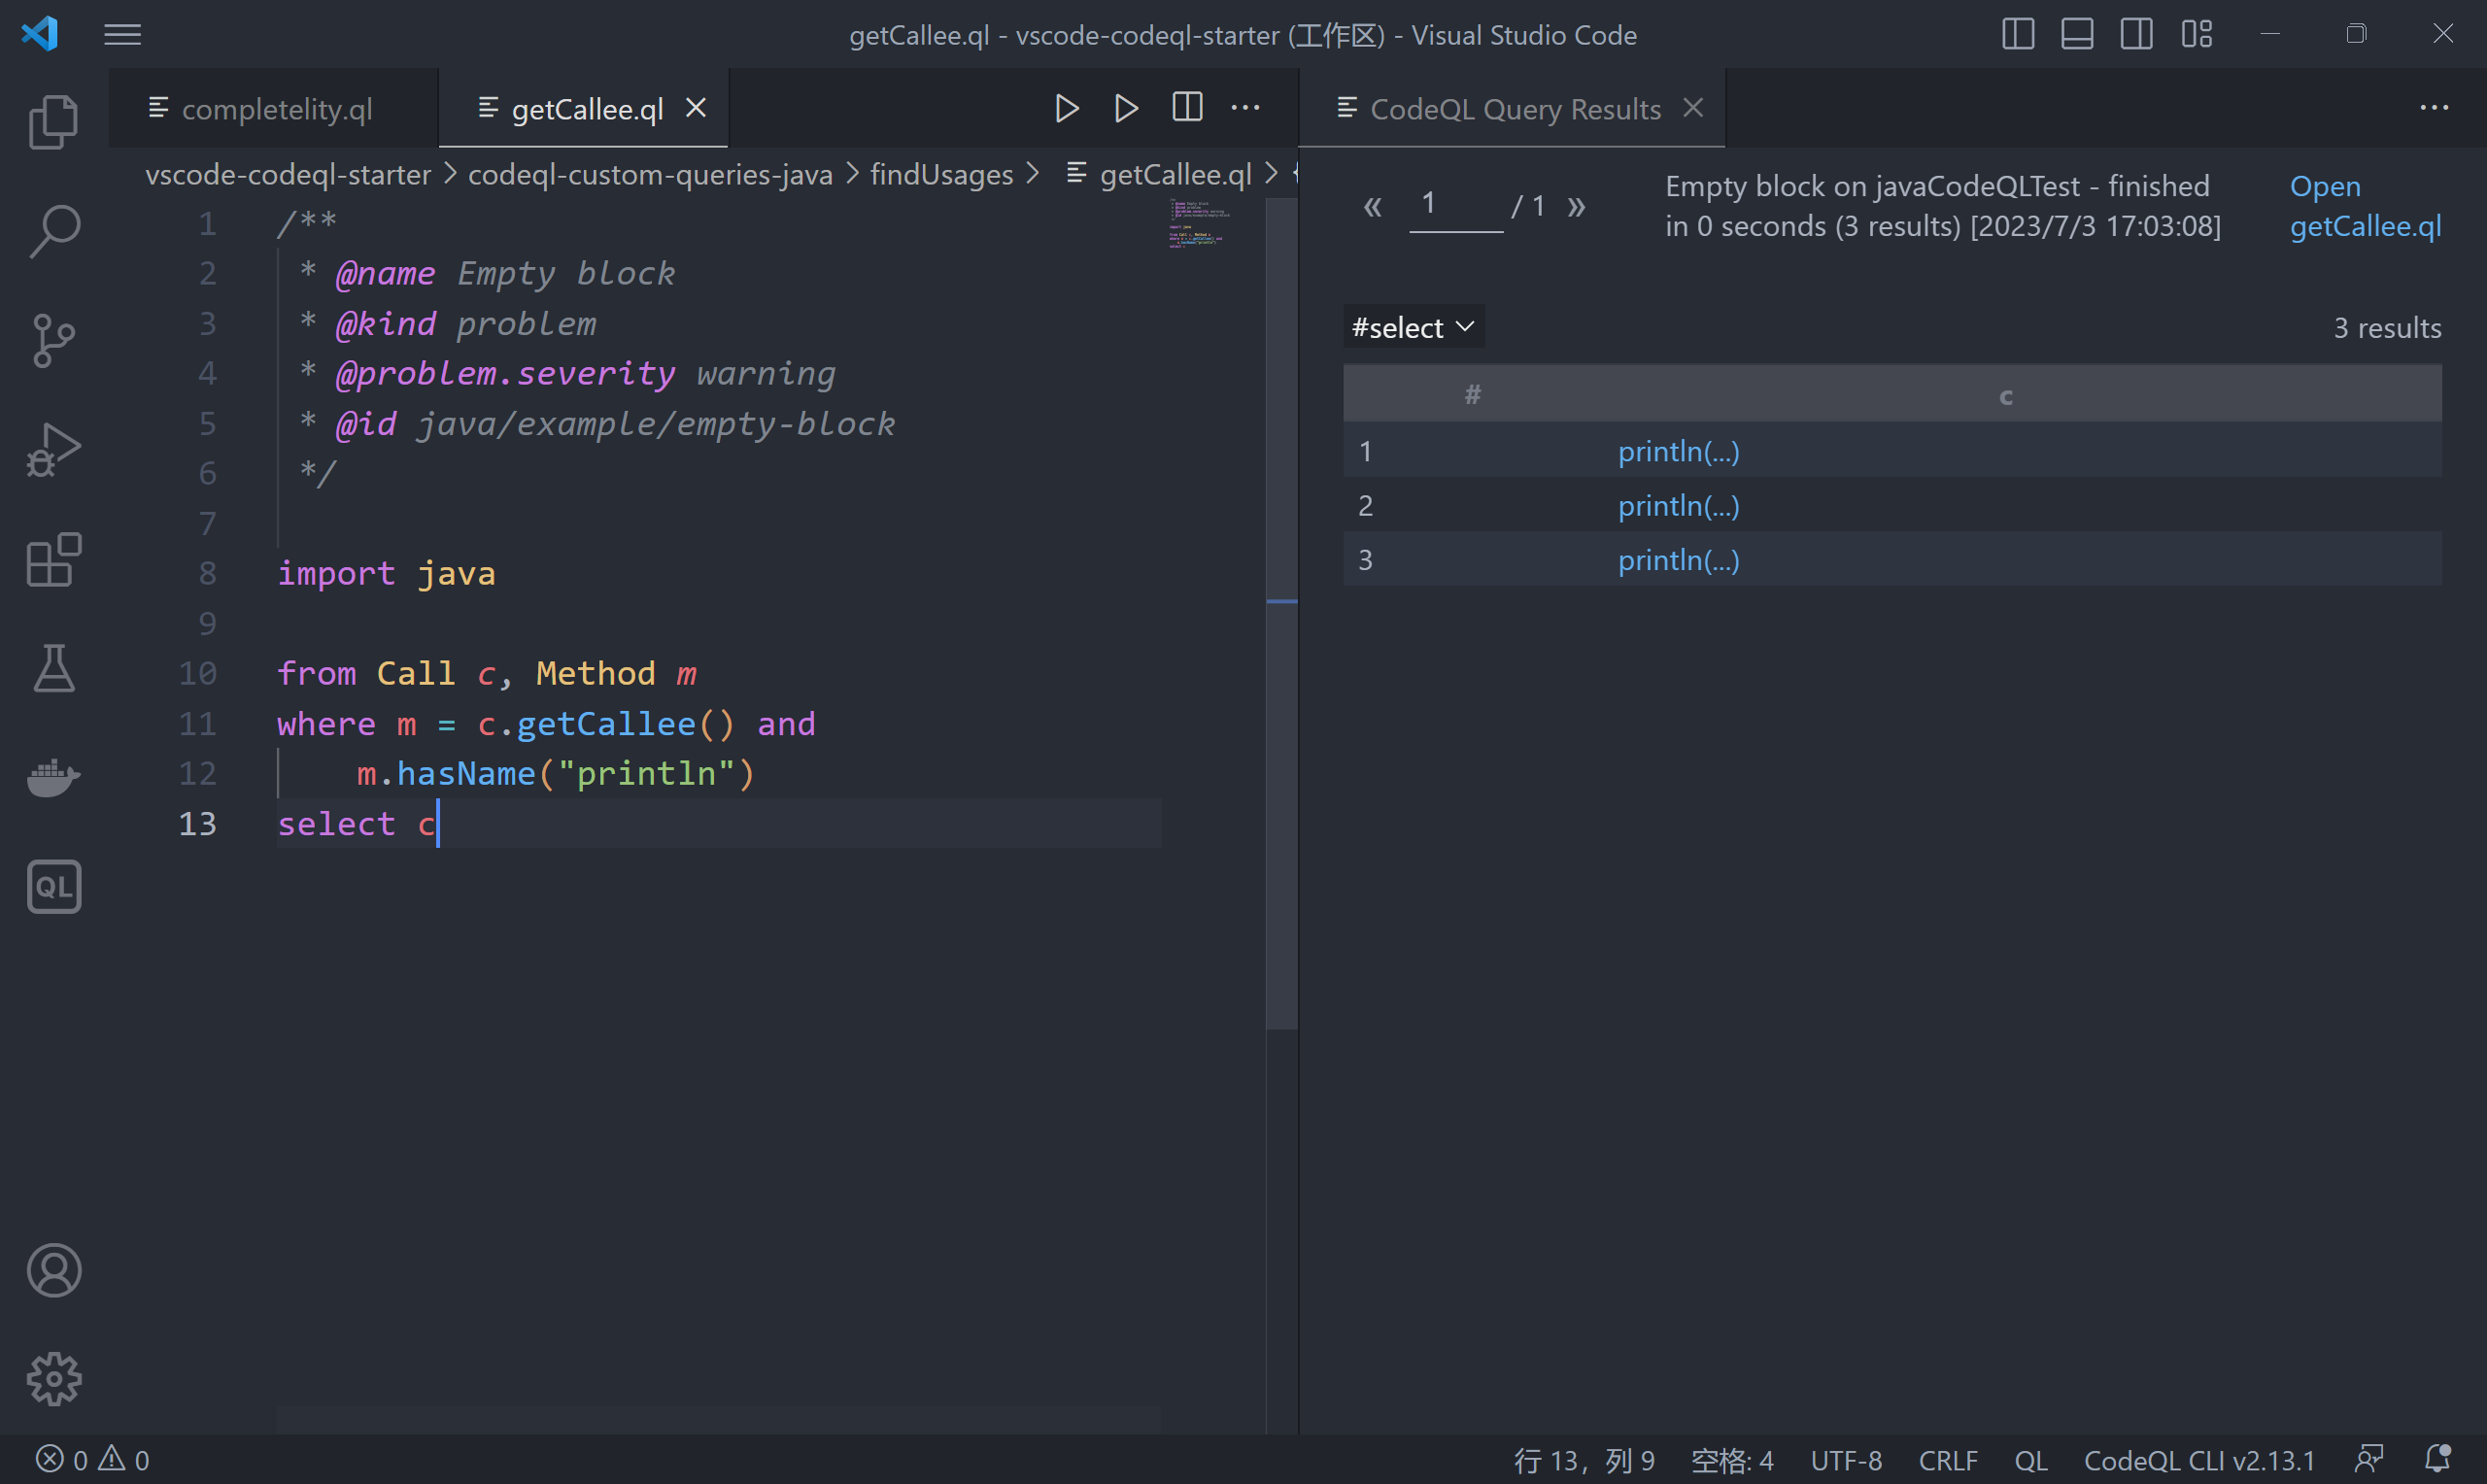 getCallee.ql - vscode-codeql-starter (工作区) - Visual Studio Code
completelity.ql
getCallee.ql
CodeQL Query Results
vscode-codeql-starter > codeql-custom-queries-java > findUsages > getCallee.ql >
1 /**
2 * @name Empty block
3 * @kind problem
4 * @problem.severity warning
5 * @id java/example/empty-block
6 */
7
8 import java
9
10 from Call c, Method m
11 where m = c.getCallee() and
12 m.hasName("println")
13 select c
« 1 / 1 »
Empty block on javaCodeQLTest - finished
in 0 seconds (3 results) [2023/7/3 17:03:08]
Open
getCallee.ql
#select
3 results
# c
1 println(...)
2 println(...)
3 println(...)
QL
0 0
行 13，列 9 空格: 4 UTF-8 CRLF QL CodeQL CLI v2.13.1